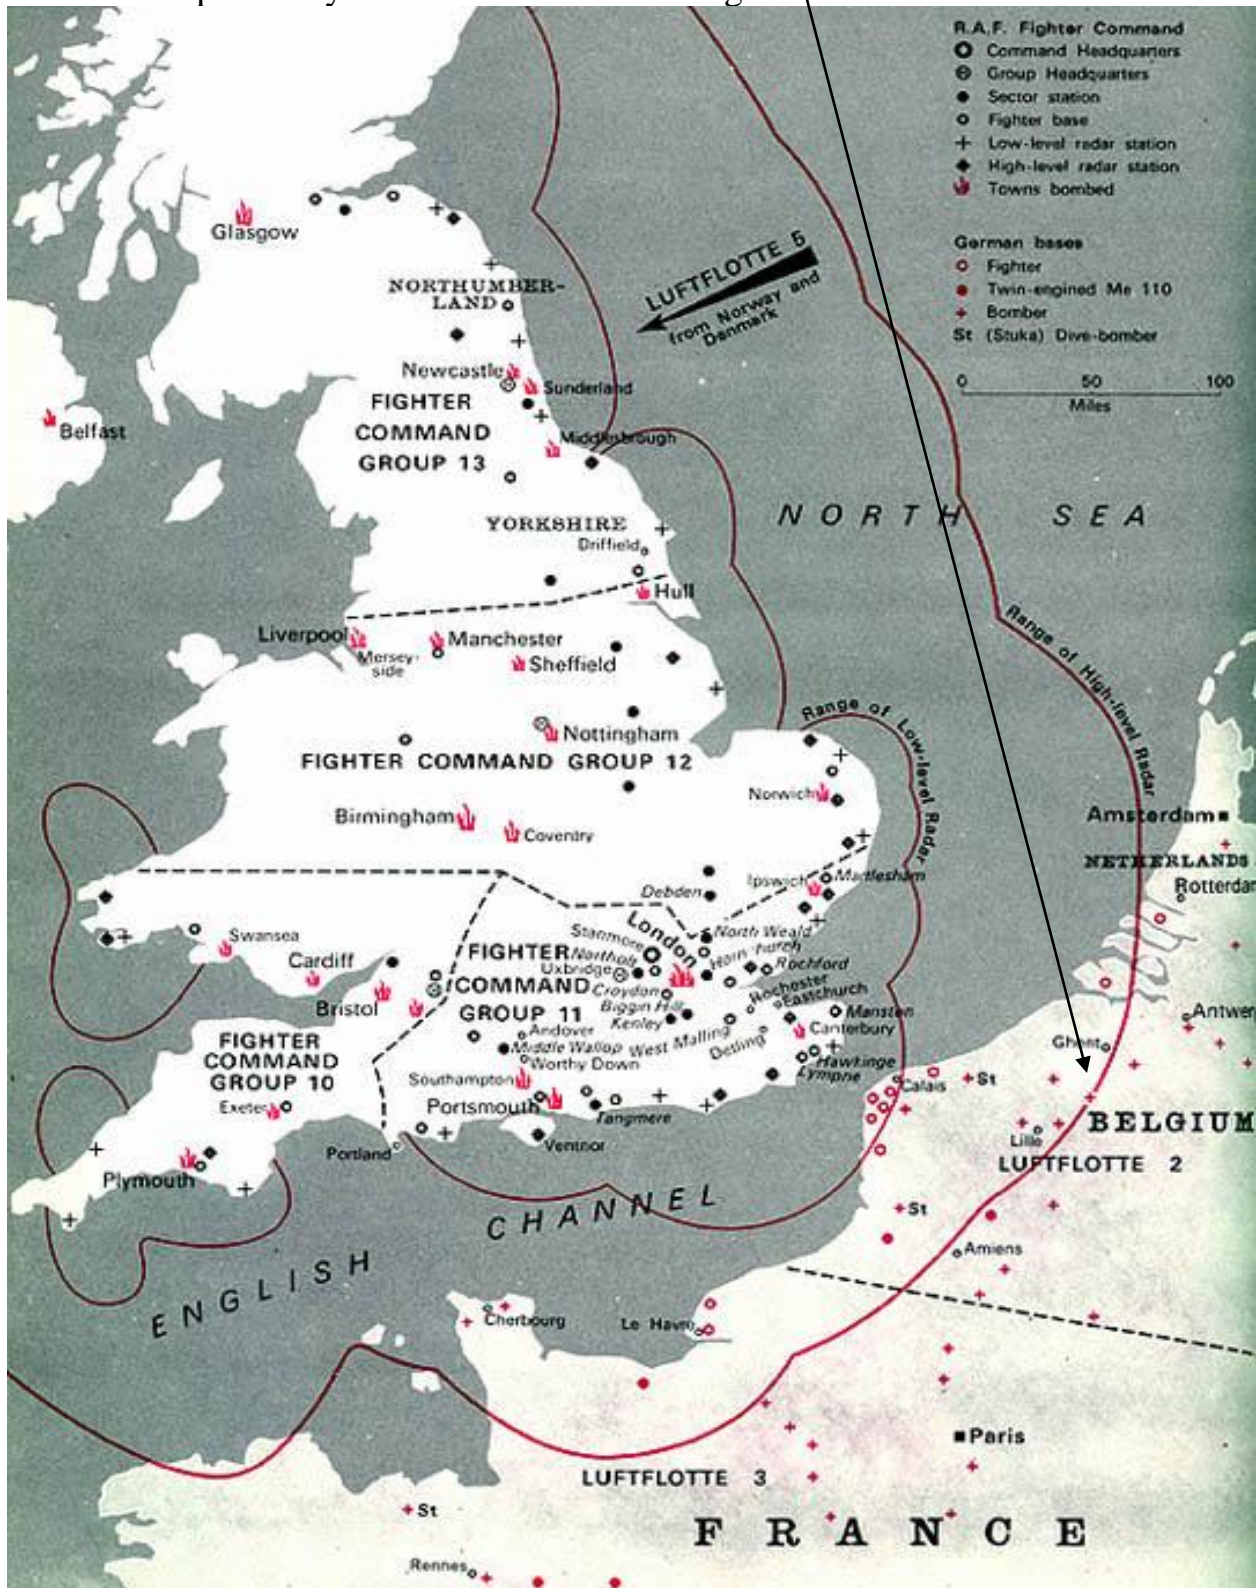 R.A.F. Fighter Command
Command Headquarters
Group Headquarters
Sector station
Fighter base
Low-level radar station
High-level radar station
Towns bombed
German bases
Fighter
Twin-engined Me 110
Bomber
St (Stuka) Dive-bomber
0 50 100
Miles
Glasgow
LUFTFLOTTE 5
from Norway and
Denmark
NORTHUMBER-
LAND
Newcastle
Sunderland
FIGHTER
COMMAND
GROUP 13
Belfast
Middlesbrough
NORTH SEA
YORKSHIRE
Driffield
Hull
Range of High-level Radar
Liverpool
Mersey-
side
Manchester
Sheffield
Range of Low-level Radar
Nottingham
FIGHTER COMMAND GROUP 12
Norwich
Birmingham
Coventry
Amsterdam
NETHERLANDS
Rotterdam
Ipswich
Martlesham
Debden
London
Stanmore
North Weald
Swansea
FIGHTER
COMMAND
GROUP 11
Northolt
Hornchurch
Uxbridge
Rochford
Cardiff
Croydon
Rochester
Eastchurch
Bristol
Biggin Hill
Kenley
Manston
Antwer
Andover
West Malling
Detling
Canterbury
FIGHTER
COMMAND
GROUP 10
Middle Wallop
Worthy Down
Hawkinge
Lympne
Ghent
Southampton
Calais
St
Exeter
Portsmouth
Tangmere
BELGIUM
Lille
Portland
Ventnor
LUFTFLOTTE 2
Plymouth
St
ENGLISH CHANNEL
Amiens
Cherbourg
Le Havre
Paris
LUFTFLOTTE 3
St
FRANCE
Rennes